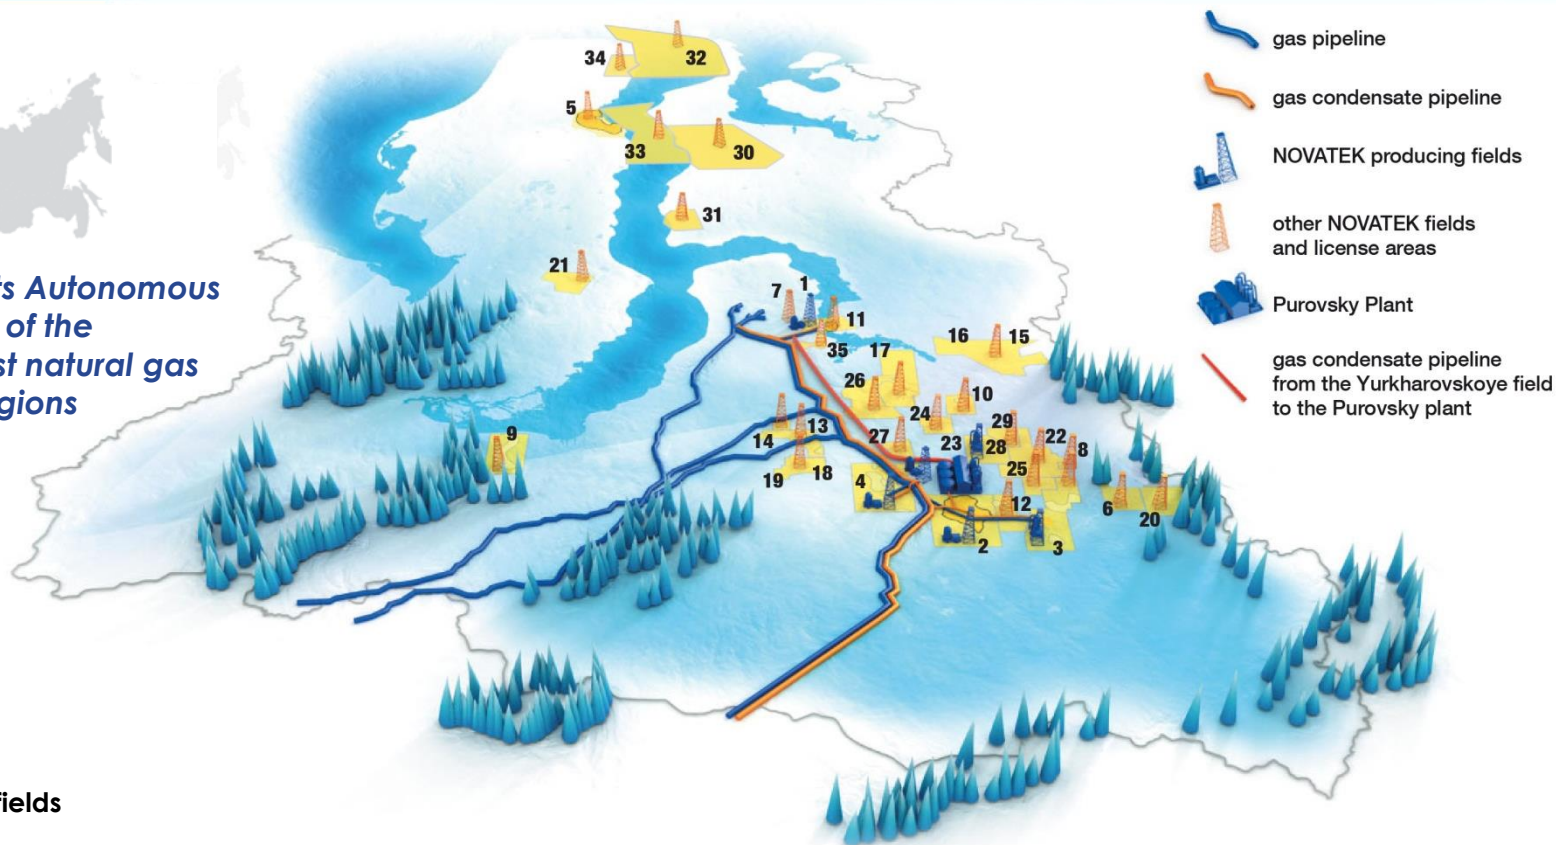 34
32
5
33
30
31
21
7
1
11
35
16
15
17
26
10
24
14
13
27
23
29
28
22
8
9
19
18
4
25
12
6
20
2
3
gas pipeline
gas condensate pipeline
NOVATEK producing fields
other NOVATEK fields
and license areas
Purovsky Plant
gas condensate pipeline
from the Yurkharovskoye field
to the Purovsky plant
Autonomous
of the
natural gas
fields